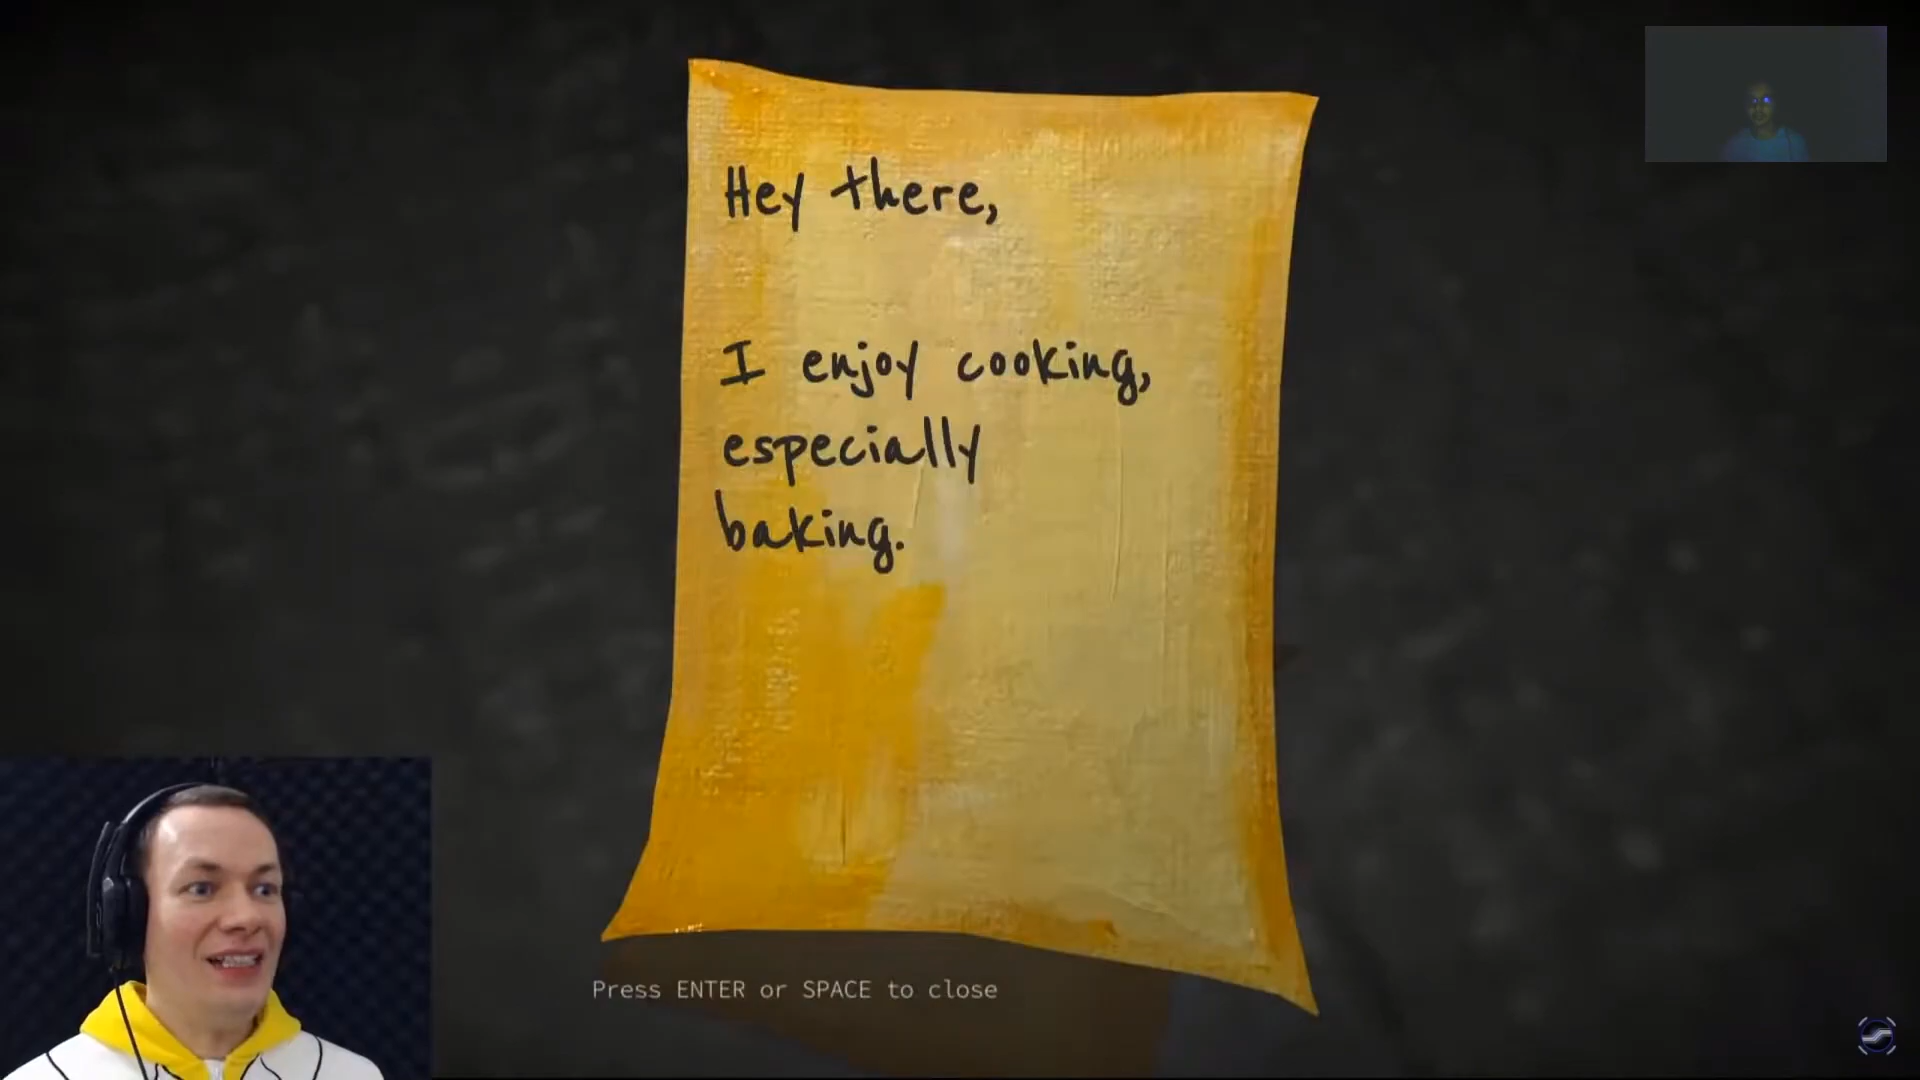 Hey there,
I enjoy cooking,
especially
baking.
Press ENTER or SPACE to close